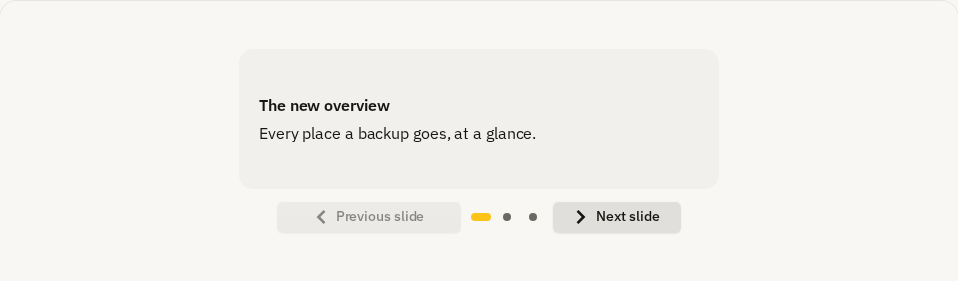 The new overview
Every place a backup goes, at a glance.
Previous slide
Next slide